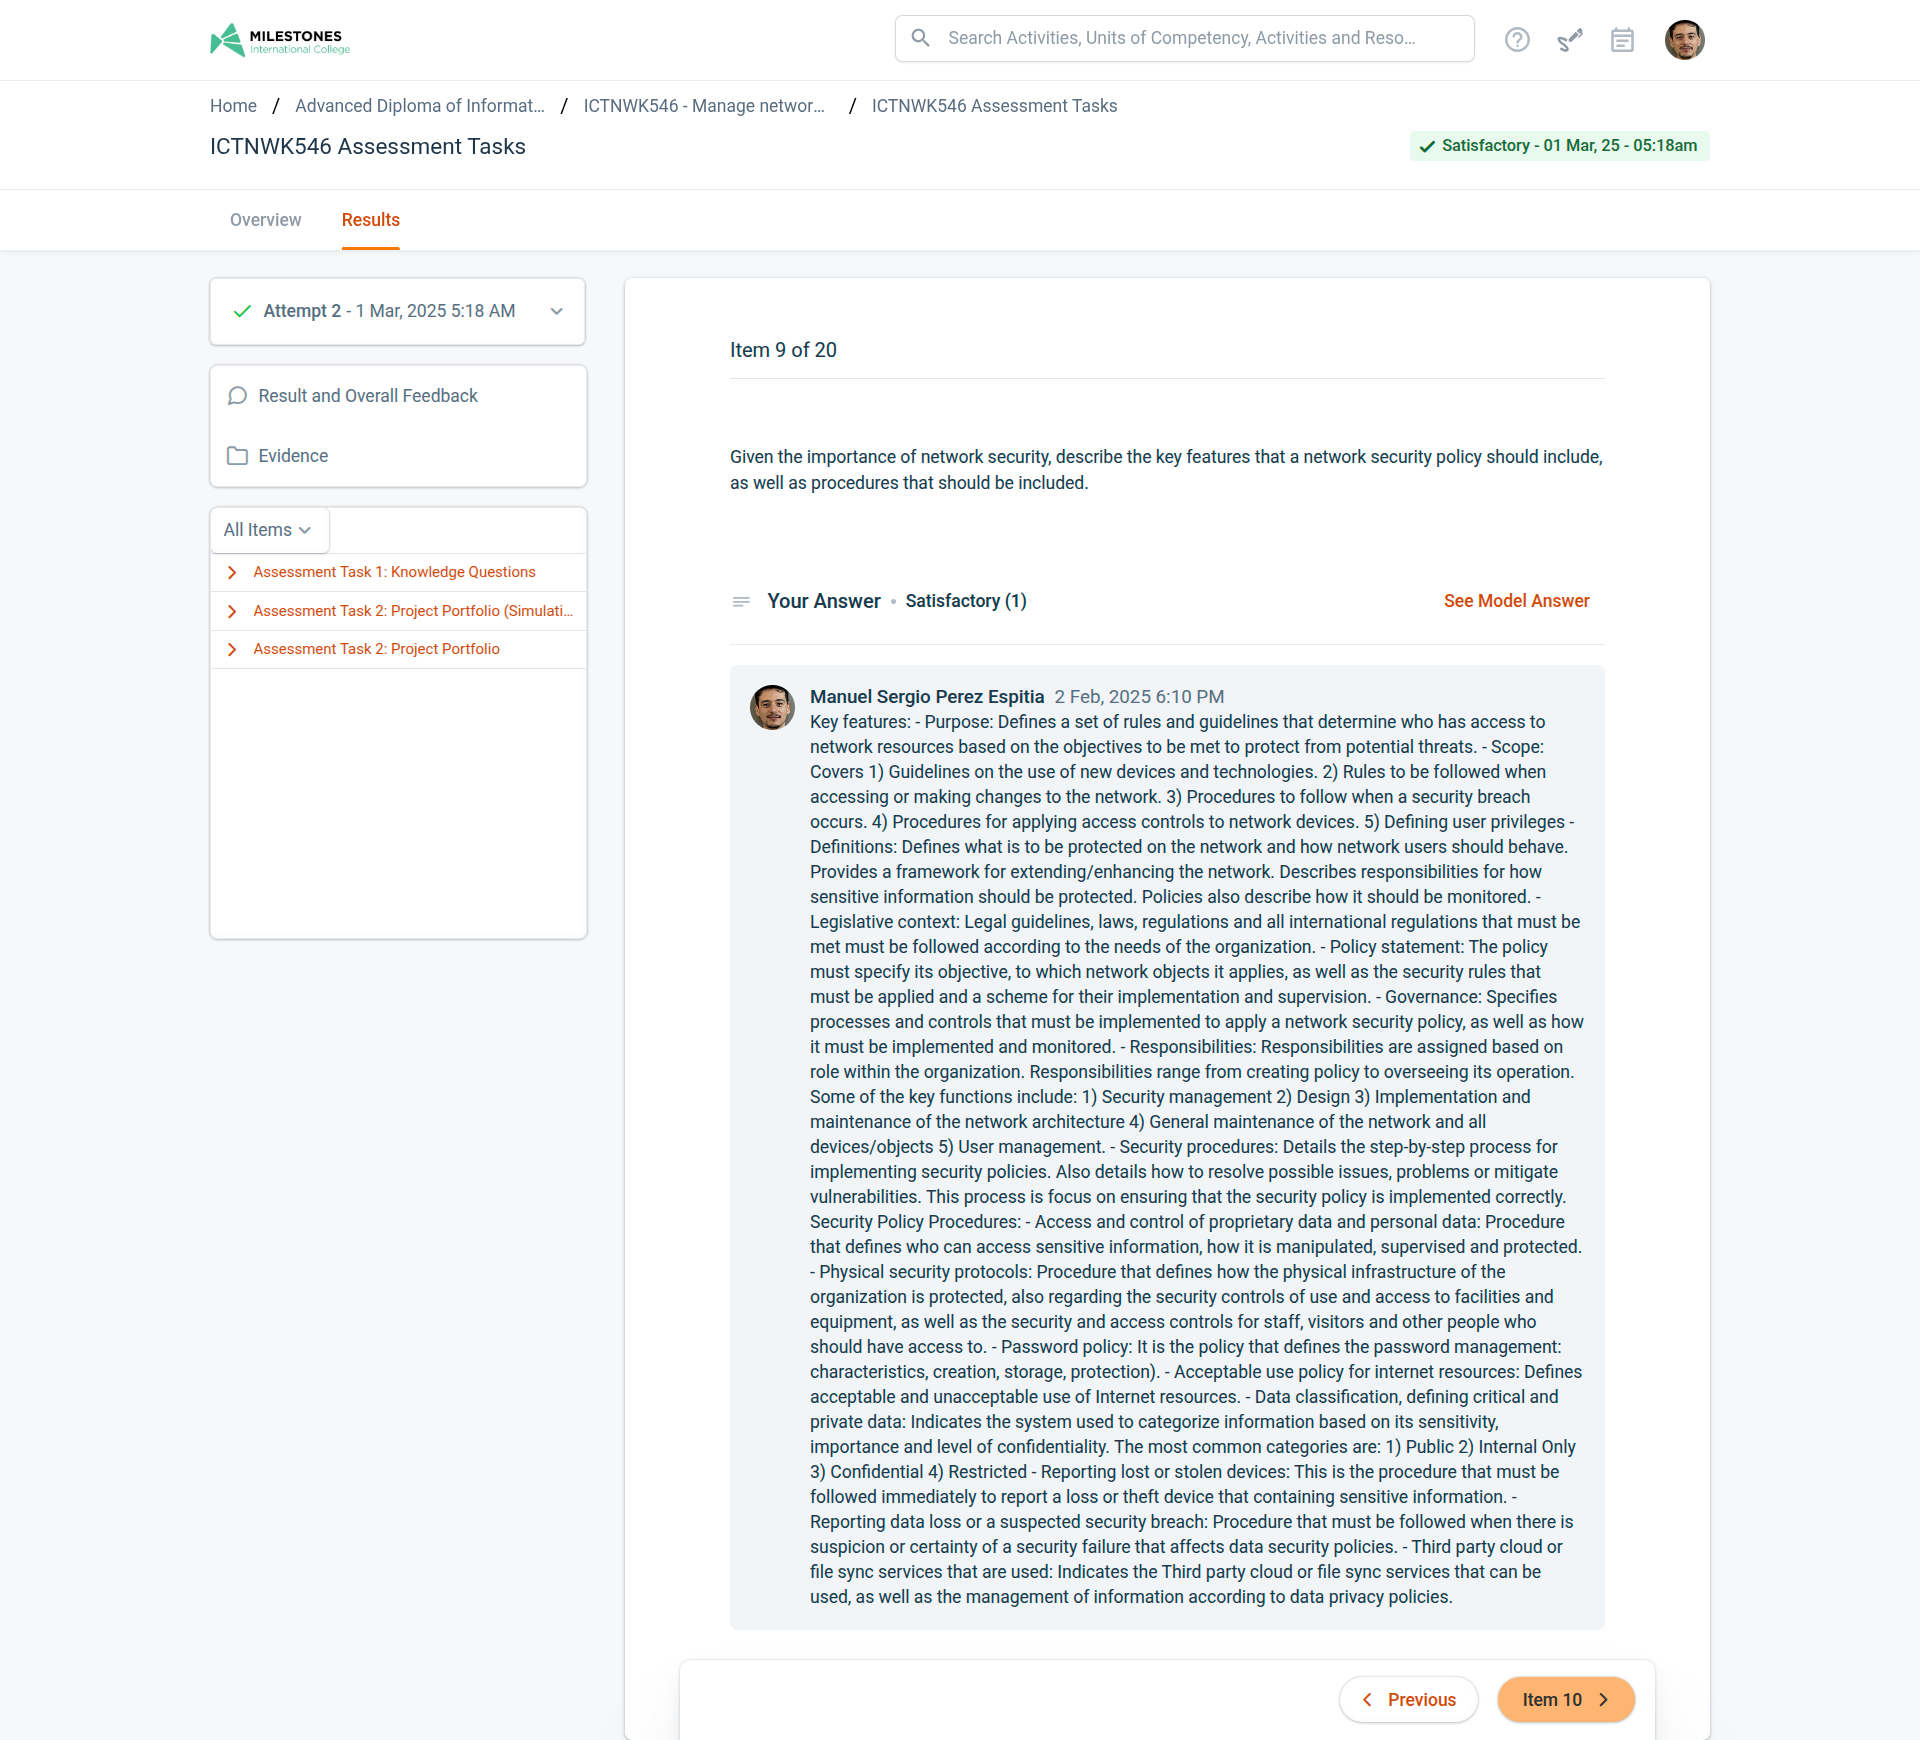 MILESTONES
International College
Search Activities, Units of Competency, Activities and Reso...
Home / Advanced Diploma of Informat... / ICTNWK546 - Manage networ... / ICTNWK546 Assessment Tasks
ICTNWK546 Assessment Tasks
Satisfactory - 01 Mar, 25 - 05:18am
Overview
Results
Attempt 2 - 1 Mar, 2025 5:18 AM
Result and Overall Feedback
Evidence
All Items
Assessment Task 1: Knowledge Questions
Assessment Task 2: Project Portfolio (Simulati...
Assessment Task 2: Project Portfolio
Item 9 of 20
Given the importance of network security, describe the key features that a network security policy should include,
as well as procedures that should be included.
Your Answer • Satisfactory (1)
See Model Answer
Manuel Sergio Perez Espitia 2 Feb, 2025 6:10 PM
Key features: - Purpose: Defines a set of rules and guidelines that determine who has access to
network resources based on the objectives to be met to protect from potential threats. - Scope:
Covers 1) Guidelines on the use of new devices and technologies. 2) Rules to be followed when
accessing or making changes to the network. 3) Procedures to follow when a security breach
occurs. 4) Procedures for applying access controls to network devices. 5) Defining user privileges -
Definitions: Defines what is to be protected on the network and how network users should behave.
Provides a framework for extending/enhancing the network. Describes responsibilities for how
sensitive information should be protected. Policies also describe how it should be monitored. -
Legislative context: Legal guidelines, laws, regulations and all international regulations that must be
met must be followed according to the needs of the organization. - Policy statement: The policy
must specify its objective, to which network objects it applies, as well as the security rules that
must be applied and a scheme for their implementation and supervision. - Governance: Specifies
processes and controls that must be implemented to apply a network security policy, as well as how
it must be implemented and monitored. - Responsibilities: Responsibilities are assigned based on
role within the organization. Responsibilities range from creating policy to overseeing its operation.
Some of the key functions include: 1) Security management 2) Design 3) Implementation and
maintenance of the network architecture 4) General maintenance of the network and all
devices/objects 5) User management. - Security procedures: Details the step-by-step process for
implementing security policies. Also details how to resolve possible issues, problems or mitigate
vulnerabilities. This process is focus on ensuring that the security policy is implemented correctly.
Security Policy Procedures: - Access and control of proprietary data and personal data: Procedure
that defines who can access sensitive information, how it is manipulated, supervised and protected.
- Physical security protocols: Procedure that defines how the physical infrastructure of the
organization is protected, also regarding the security controls of use and access to facilities and
equipment, as well as the security and access controls for staff, visitors and other people who
should have access to. - Password policy: It is the policy that defines the password management:
characteristics, creation, storage, protection). - Acceptable use policy for internet resources: Defines
acceptable and unacceptable use of Internet resources. - Data classification, defining critical and
private data: Indicates the system used to categorize information based on its sensitivity,
importance and level of confidentiality. The most common categories are: 1) Public 2) Internal Only
3) Confidential 4) Restricted - Reporting lost or stolen devices: This is the procedure that must be
followed immediately to report a loss or theft device that containing sensitive information. -
Reporting data loss or a suspected security breach: Procedure that must be followed when there is
suspicion or certainty of a security failure that affects data security policies. - Third party cloud or
file sync services that are used: Indicates the Third party cloud or file sync services that can be
used, as well as the management of information according to data privacy policies.
Previous
Item 10